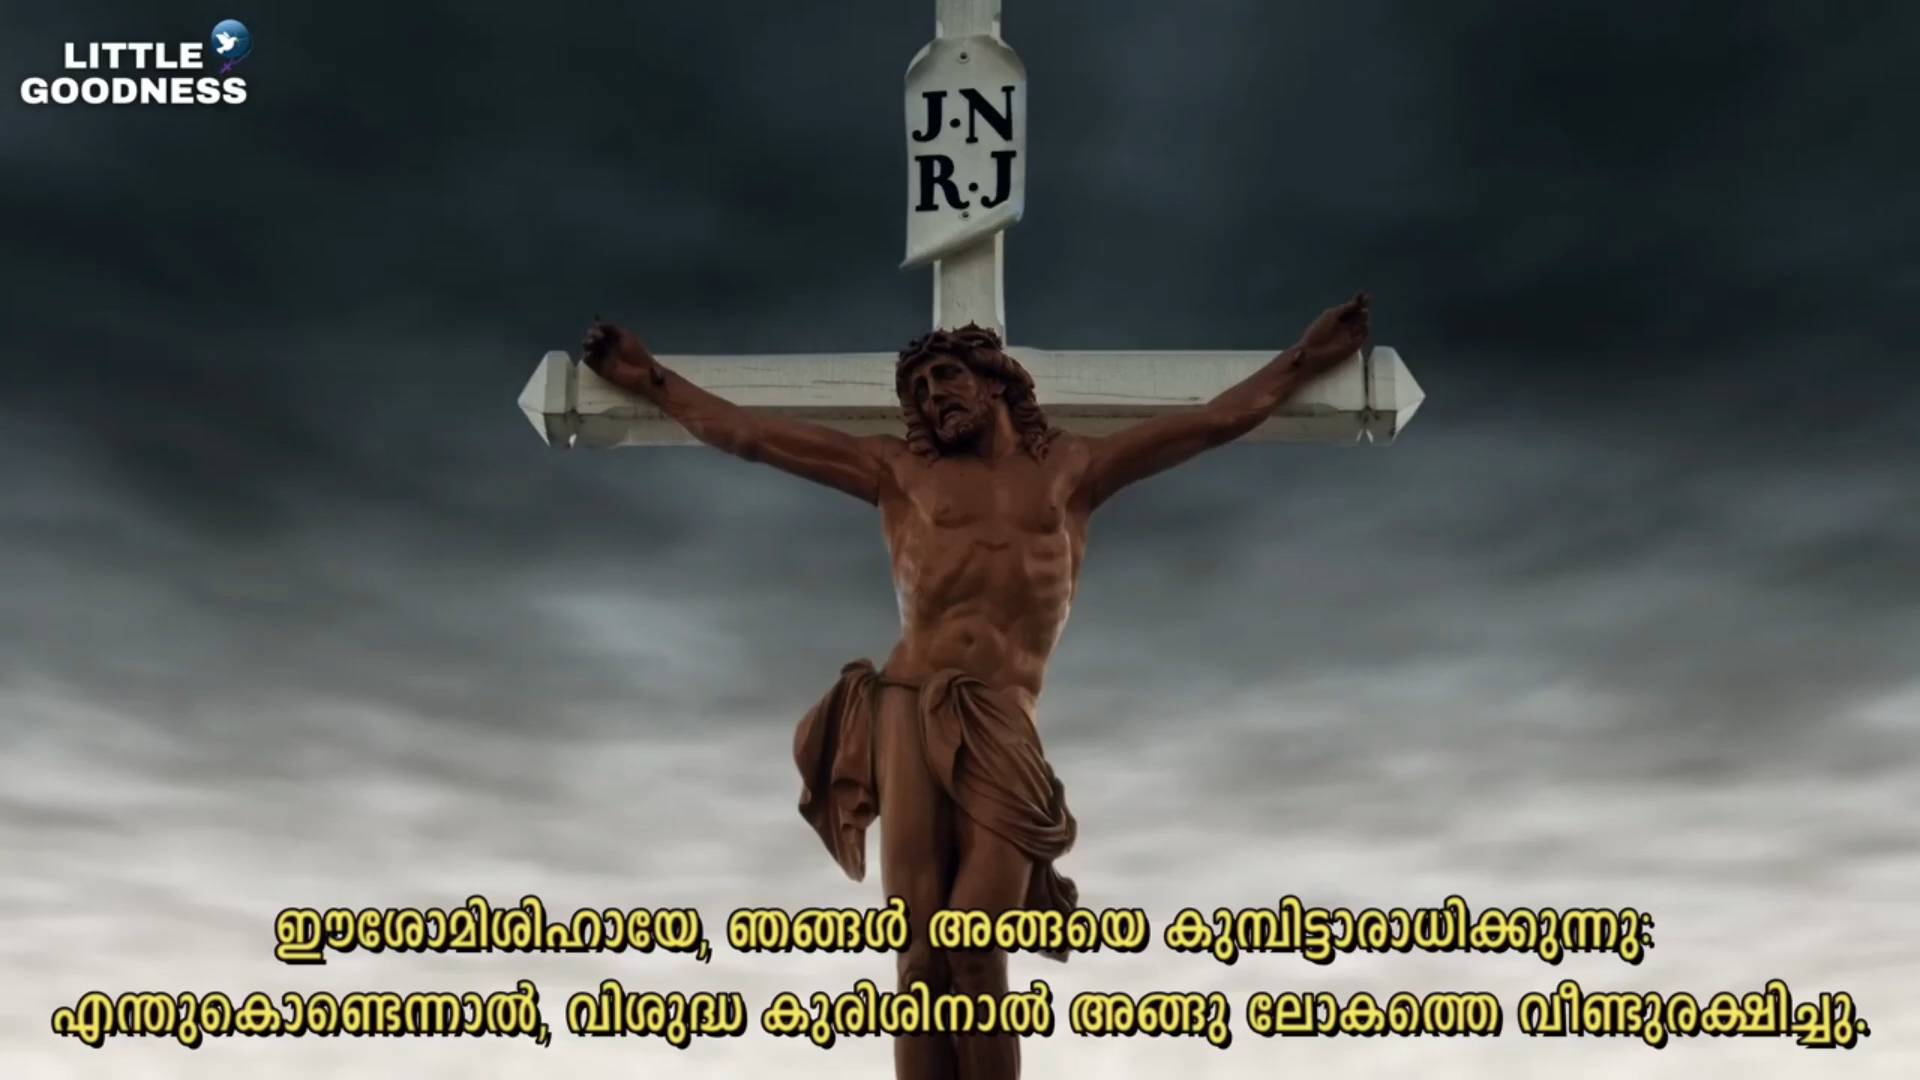 LITTLE
GOODNESS
J·N
R·J
ഈശോമിശിഹായേ, ഞങ്ങൾ അങ്ങയെ കുമ്പിട്ടാരാധിക്കുന്നു:
എന്തുകൊണ്ടെന്നാൽ, വിശുദ്ധ കുരിശിനാൽ അങ്ങു ലോകത്തെ വീണ്ടുരക്ഷിച്ചു.